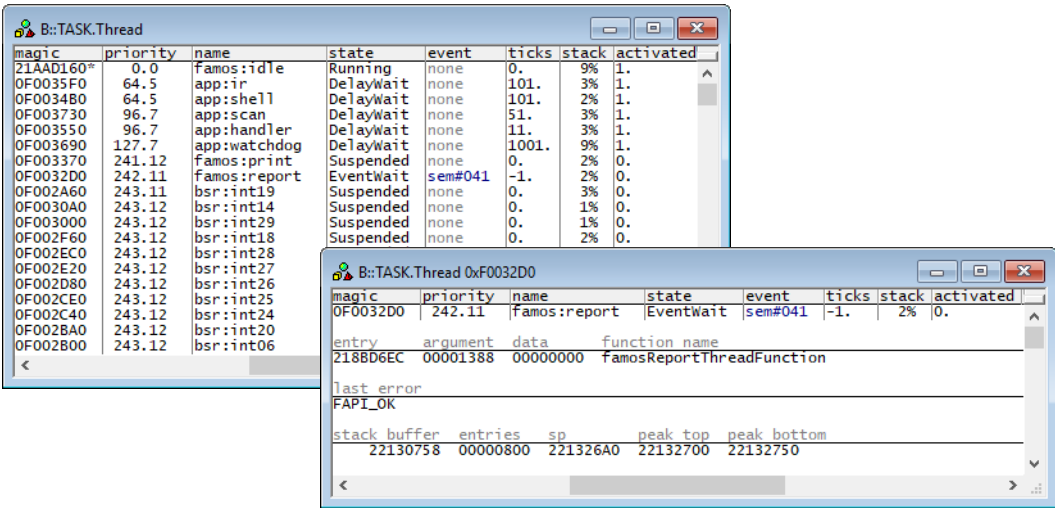 B::TASK.Thread
magic priority name state event ticks stack activated
21AAD160* 0.0 famos:idle Running none 0. 9% 1.
0F0035F0 64.5 app:ir DelayWait none 101. 3% 1.
0F0034B0 64.5 app:shell DelayWait none 101. 2% 1.
0F003730 96.7 app:scan DelayWait none 51. 3% 1.
0F003550 96.7 app:handler DelayWait none 11. 3% 1.
0F003690 127.7 app:watchdog DelayWait none 1001. 9% 1.
0F003370 241.12 famos:print Suspended none 0. 2% 0.
0F0032D0 242.11 famos:report EventWait sem#041 -1. 2% 0.
0F002A60 243.11 bsr:int19 Suspended none 0. 3% 0.
0F0030A0 243.12 bsr:int14 Suspended none 0. 1% 0.
0F003000 243.12 bsr:int29 Suspended none 0. 1% 0.
0F002F60 243.12 bsr:int18 Suspended none 0. 2% 0.
0F002EC0 243.12 bsr:int28
0F002E20 243.12 bsr:int27
0F002D80 243.12 bsr:int26
0F002CE0 243.12 bsr:int25
0F002C40 243.12 bsr:int24
0F002BA0 243.12 bsr:int20
0F002B00 243.12 bsr:int06
B::TASK.Thread 0xF0032D0
magic priority name state event ticks stack activated
0F0032D0 242.11 famos:report EventWait sem#041 -1. 2% 0.
entry argument data function name
218BD6EC 00001388 00000000 famosReportThreadFunction
last error
FAPI_OK
stack buffer entries sp peak top peak bottom
22130758 00000800 221326A0 22132700 22132750